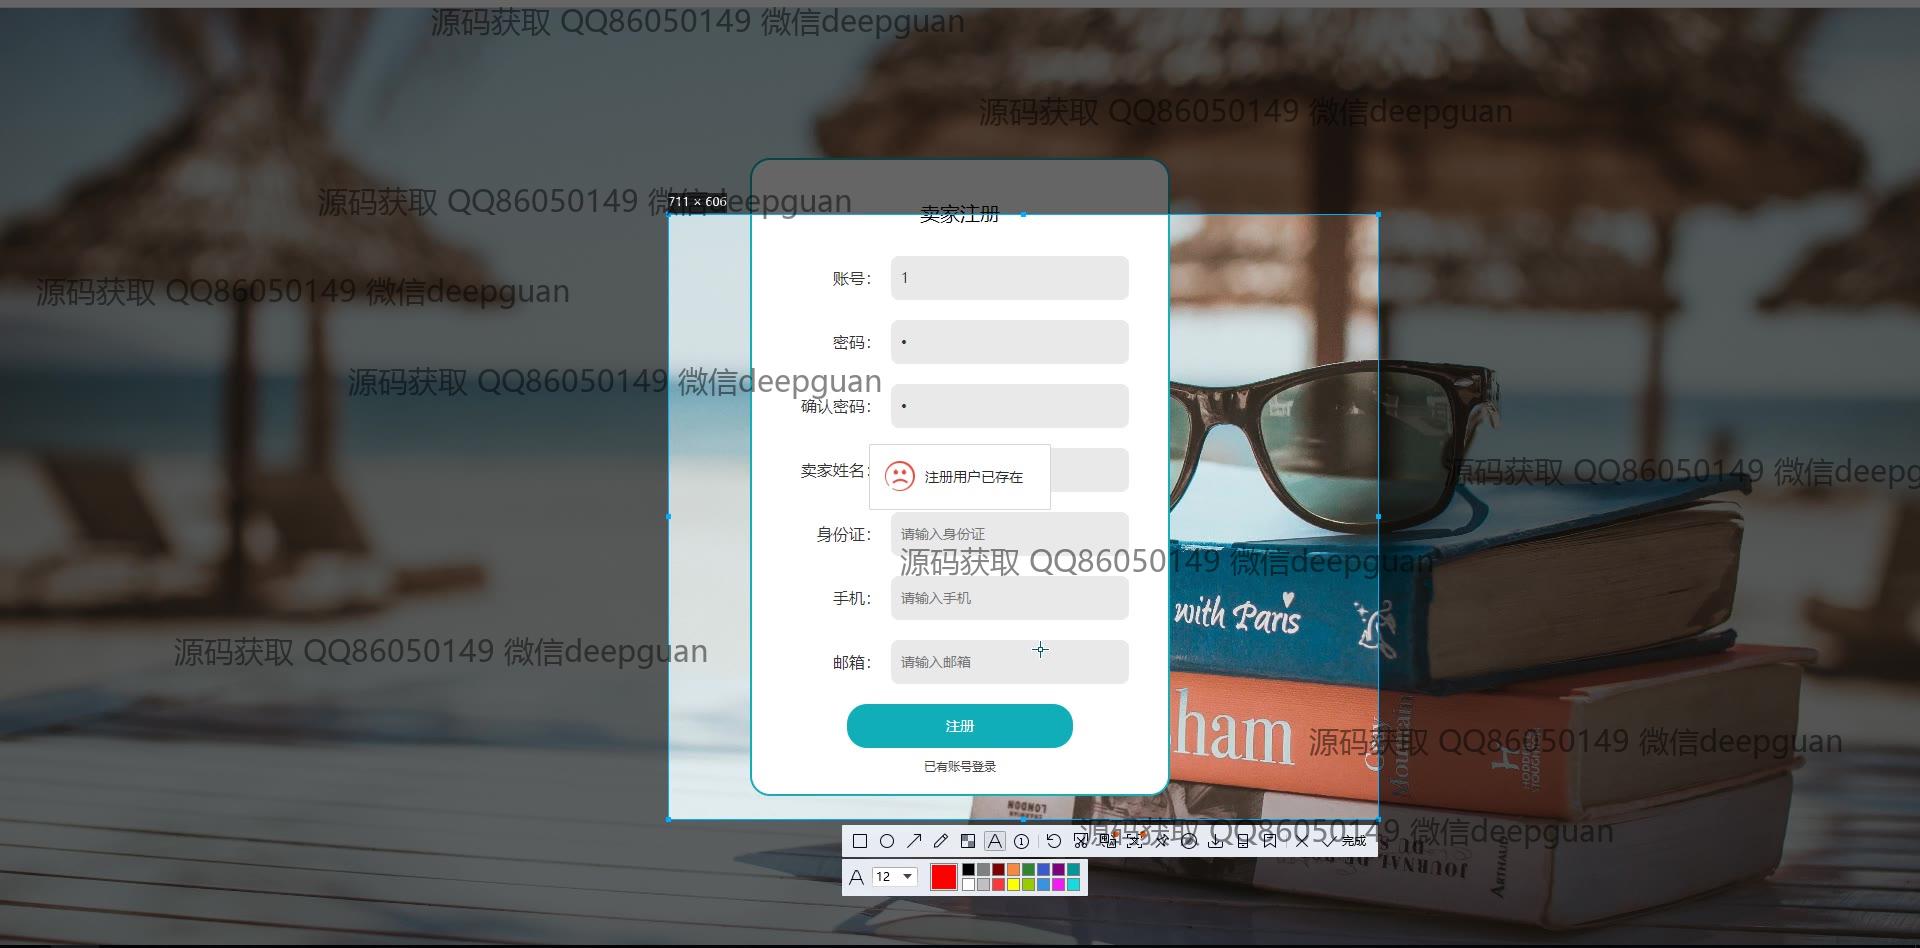 源码获取 QQ86050149 微信deepguan
源码获取 QQ86050149 微信deepguan
源码获取 QQ86050149 微信deepguan
711 × 606
卖家注册
账号：
1
源码获取 QQ86050149 微信deepguan
密码：
•
源码获取 QQ86050149 微信deepguan
确认密码：
•
卖家姓名：
注册用户已存在
源码获取 QQ86050149 微信deepg
身份证：
请输入身份证
源码获取 QQ86050149 微信deepguan
手机：
请输入手机
with Paris
源码获取 QQ86050149 微信deepguan
邮箱：
请输入邮箱
注册
ham
源码获取 QQ86050149 微信deepguan
已有账号登录
LONDON
源码获取 QQ86050149 微信deepguan
完成
JOURNAL DE
A 12